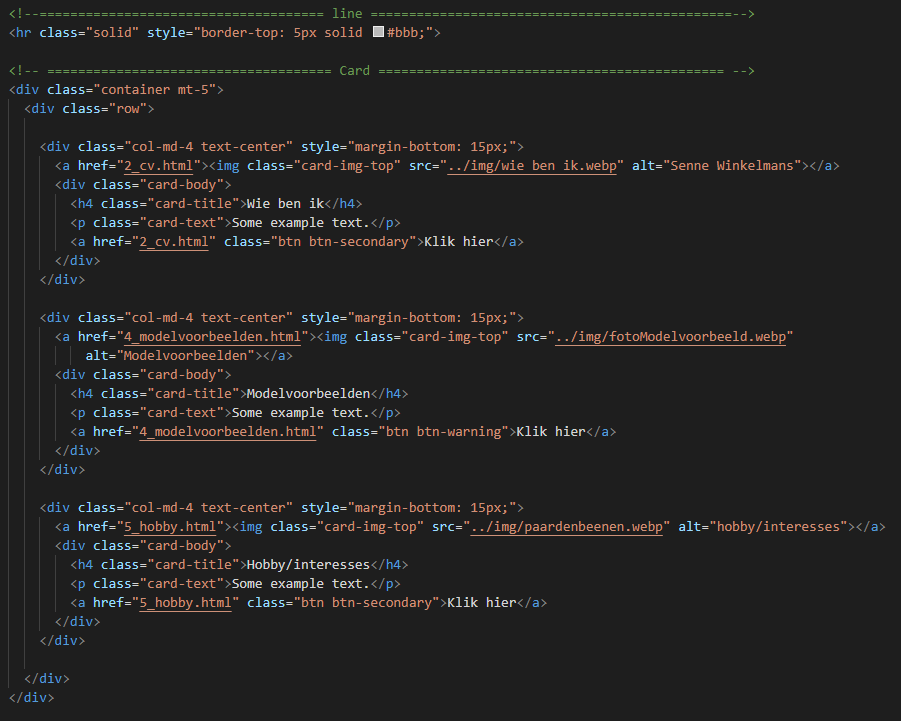 <!--===================================== line ===============================================-->
<hr class="solid" style="border-top: 5px solid #bbb;">
<!-- ===================================== Card ============================================= -->
<div class="container mt-5">
<div class="row">
<div class="col-md-4 text-center" style="margin-bottom: 15px;">
<a href="2_cv.html"><img class="card-img-top" src="../img/wie ben ik.webp" alt="Senne Winkelmans"></a>
<div class="card-body">
<h4 class="card-title">Wie ben ik</h4>
<p class="card-text">Some example text.</p>
<a href="2_cv.html" class="btn btn-secondary">Klik hier</a>
</div>
</div>
<div class="col-md-4 text-center" style="margin-bottom: 15px;">
<a href="4_modelvoorbeelden.html"><img class="card-img-top" src="../img/fotoModelvoorbeeld.webp"
alt="Modelvoorbeelden"></a>
<div class="card-body">
<h4 class="card-title">Modelvoorbeelden</h4>
<p class="card-text">Some example text.</p>
<a href="4_modelvoorbeelden.html" class="btn btn-warning">Klik hier</a>
</div>
</div>
<div class="col-md-4 text-center" style="margin-bottom: 15px;">
<a href="5_hobby.html"><img class="card-img-top" src="../img/paardenbeenen.webp" alt="hobby/interesses"></a>
<div class="card-body">
<h4 class="card-title">Hobby/interesses</h4>
<p class="card-text">Some example text.</p>
<a href="5_hobby.html" class="btn btn-secondary">Klik hier</a>
</div>
</div>
</div>
</div>